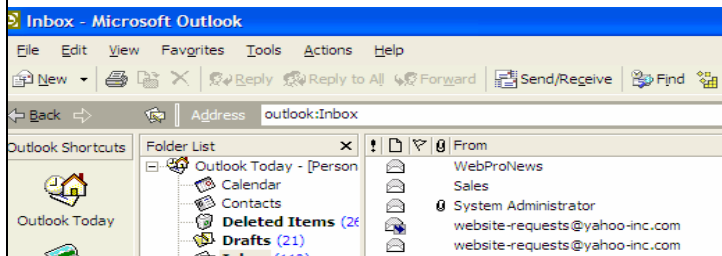 Inbox - Microsoft Outlook
File Edit View Favorites Tools Actions Help
New Reply Reply to All Forward Send/Receive Find
Back Address outlook:Inbox
Outlook Shortcuts
Outlook Today
Folder List
Outlook Today - [Person
Calendar
Contacts
Deleted Items (26
Drafts (21)
From
WebProNews
Sales
System Administrator
website-requests@yahoo-inc.com
website-requests@yahoo-inc.com